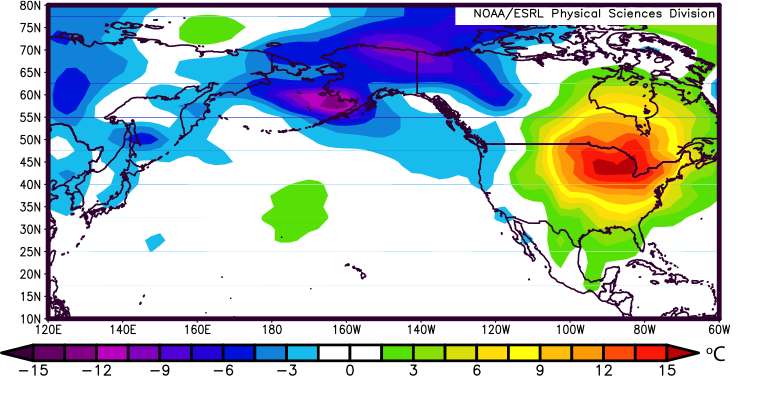 NOAA/ESRL Physical Sciences Division
80N
75N
70N
65N
60N
55N
50N
45N
40N
35N
30N
25N
20N
15N
10N
120E 140E 160E 180 160W 140W 120W 100W 80W 60W
−15 −12 −9 −6 −3 0 3 6 9 12 15 °C